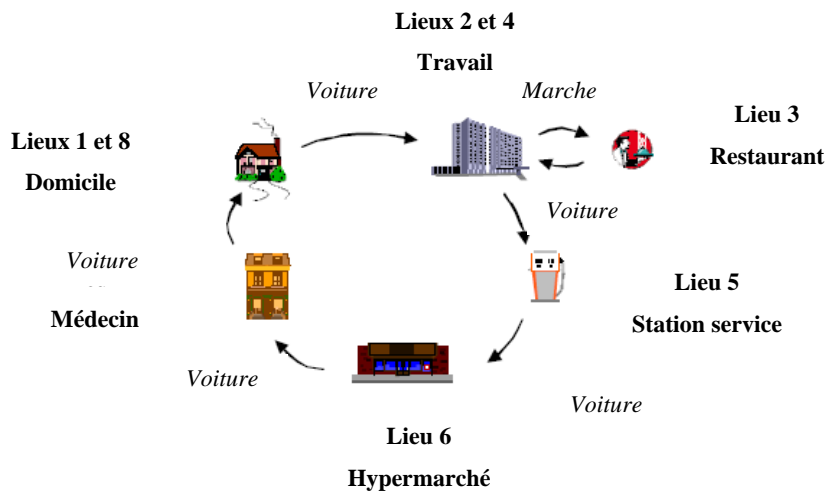 Lieux 2 et 4
Travail
Voiture
Marche
Lieux 1 et 8
Domicile
Lieu 3
Restaurant
Voiture
Voiture
Médecin
Lieu 5
Station service
Voiture
Voiture
Lieu 6
Hypermarché